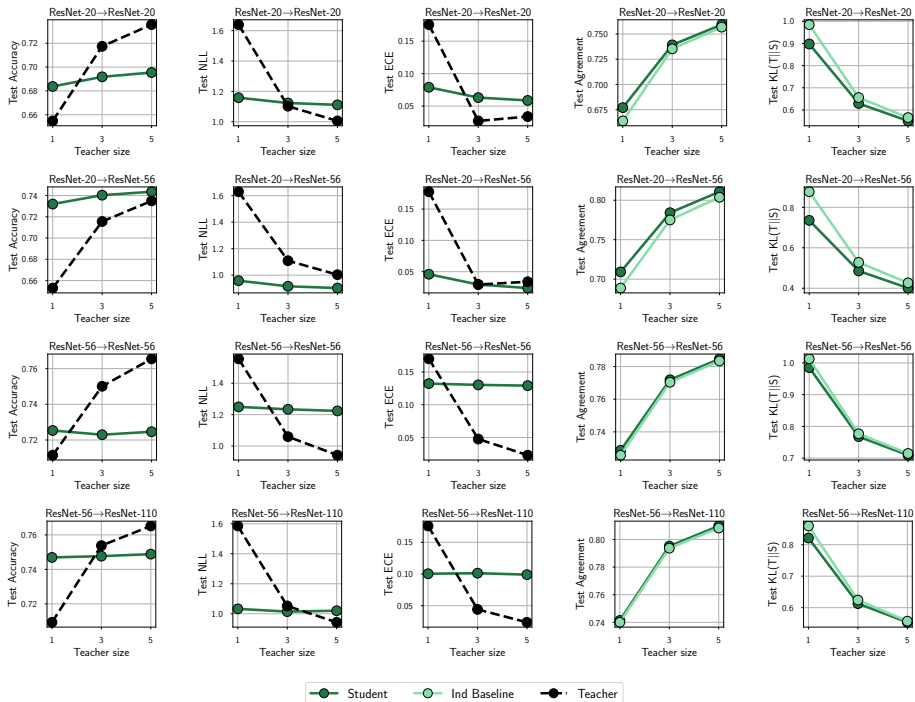 ResNet-20→ResNet-20 ResNet-20→ResNet-20 ResNet-20→ResNet-20 ResNet-20→ResNet-20 ResNet-20→ResNet-20
Test Accuracy 0.72 0.70 0.68 0.66 1 3 5 Teacher size
Test NLL 1.6 1.4 1.2 1.0 1 3 5 Teacher size
Test ECE 0.15 0.10 0.05 1 3 5 Teacher size
Test Agreement 0.750 0.725 0.700 0.675 1 3 5 Teacher size
Test KL(T||S) 1.0 0.9 0.8 0.7 0.6 1 3 5 Teacher size
ResNet-20→ResNet-56 ResNet-20→ResNet-56 ResNet-20→ResNet-56 ResNet-20→ResNet-56 ResNet-20→ResNet-56
Test Accuracy 0.74 0.72 0.70 0.68 0.66 1 3 5 Teacher size
Test NLL 1.6 1.4 1.2 1.0 1 3 5 Teacher size
Test ECE 0.15 0.10 0.05 1 3 5 Teacher size
Test Agreement 0.80 0.75 0.70 1 3 5 Teacher size
Test KL(T||S) 0.8 0.6 0.4 1 3 5 Teacher size
ResNet-56→ResNet-56 ResNet-56→ResNet-56 ResNet-56→ResNet-56 ResNet-56→ResNet-56 ResNet-56→ResNet-56
Test Accuracy 0.76 0.74 0.72 1 3 5 Teacher size
Test NLL 1.4 1.2 1.0 1 3 5 Teacher size
Test ECE 0.15 0.10 0.05 1 3 5 Teacher size
Test Agreement 0.78 0.76 0.74 1 3 5 Teacher size
Test KL(T||S) 1.0 0.9 0.8 0.7 1 3 5 Teacher size
ResNet-56→ResNet-110 ResNet-56→ResNet-110 ResNet-56→ResNet-110 ResNet-56→ResNet-110 ResNet-56→ResNet-110
Test Accuracy 0.76 0.74 0.72 1 3 5 Teacher size
Test NLL 1.6 1.4 1.2 1.0 1 3 5 Teacher size
Test ECE 0.15 0.10 0.05 1 3 5 Teacher size
Test Agreement 0.80 0.78 0.76 0.74 1 3 5 Teacher size
Test KL(T||S) 0.8 0.7 0.6 1 3 5 Teacher size
Student Ind Baseline Teacher